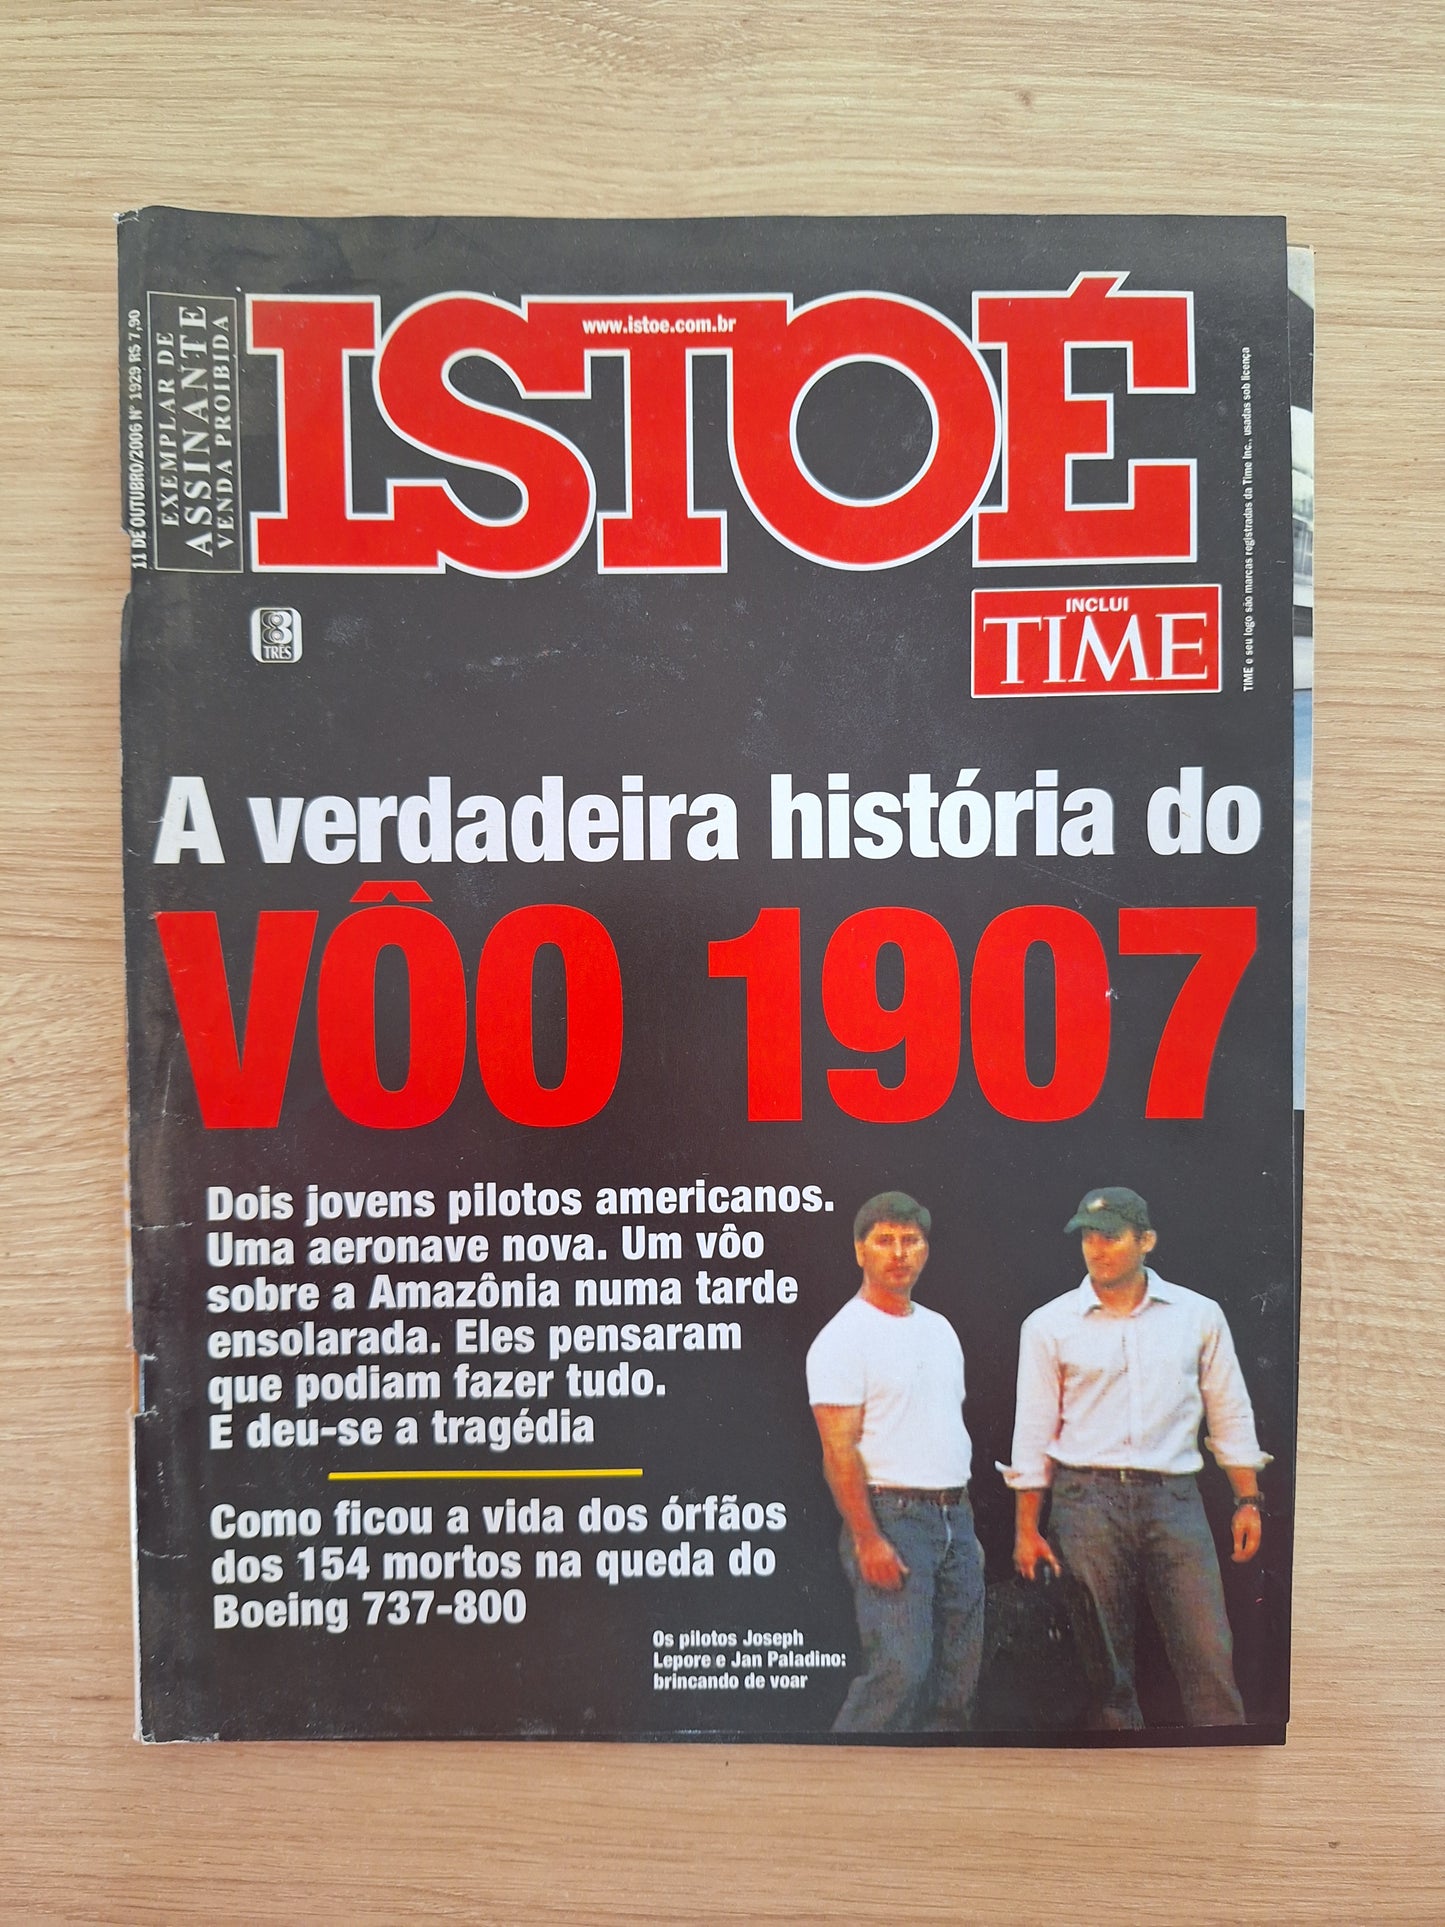 11 DE OUTUBRO/2006 Nº 1929 R$ 7,90
EXEMPLAR DE
ASSINANTE
VENDA PROIBIDA
ISTOÉ
www.istoe.com.br
TRÊS
INCLUI
TIME
TIME e seu logo são marcas registradas da Time Inc., usadas sob licença
A verdadeira história do
VÔO 1907
Dois jovens pilotos americanos.
Uma aeronave nova. Um vôo
sobre a Amazônia numa tarde
ensolarada. Eles pensaram
que podiam fazer tudo.
E deu-se a tragédia
Como ficou a vida dos órfãos
dos 154 mortos na queda do
Boeing 737-800
Os pilotos Joseph
Lepore e Jan Paladino:
brincando de voar